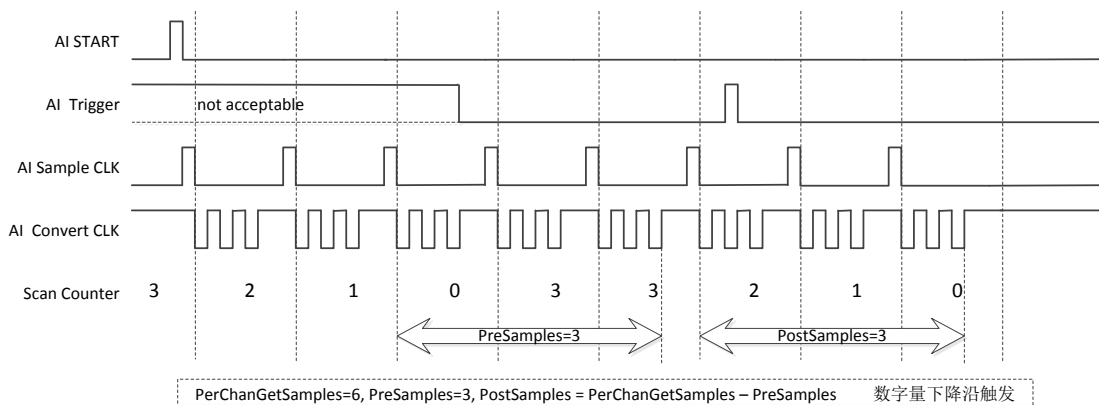 AI START
AI Trigger
not acceptable
AI Sample CLK
AI Convert CLK
Scan Counter 3 2 1 0 3 3 2 1 0
PreSamples=3 PostSamples=3
PerChanGetSamples=6, PreSamples=3, PostSamples = PerChanGetSamples – PreSamples 数字量下降沿触发